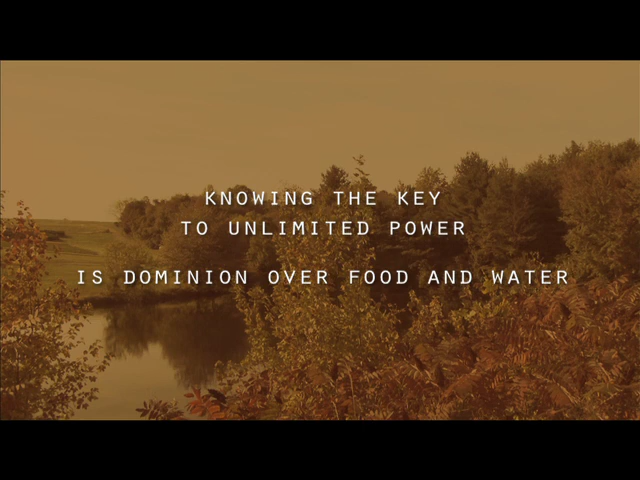 KNOWING THE KEY
TO UNLIMITED POWER
IS DOMINION OVER FOOD AND WATER